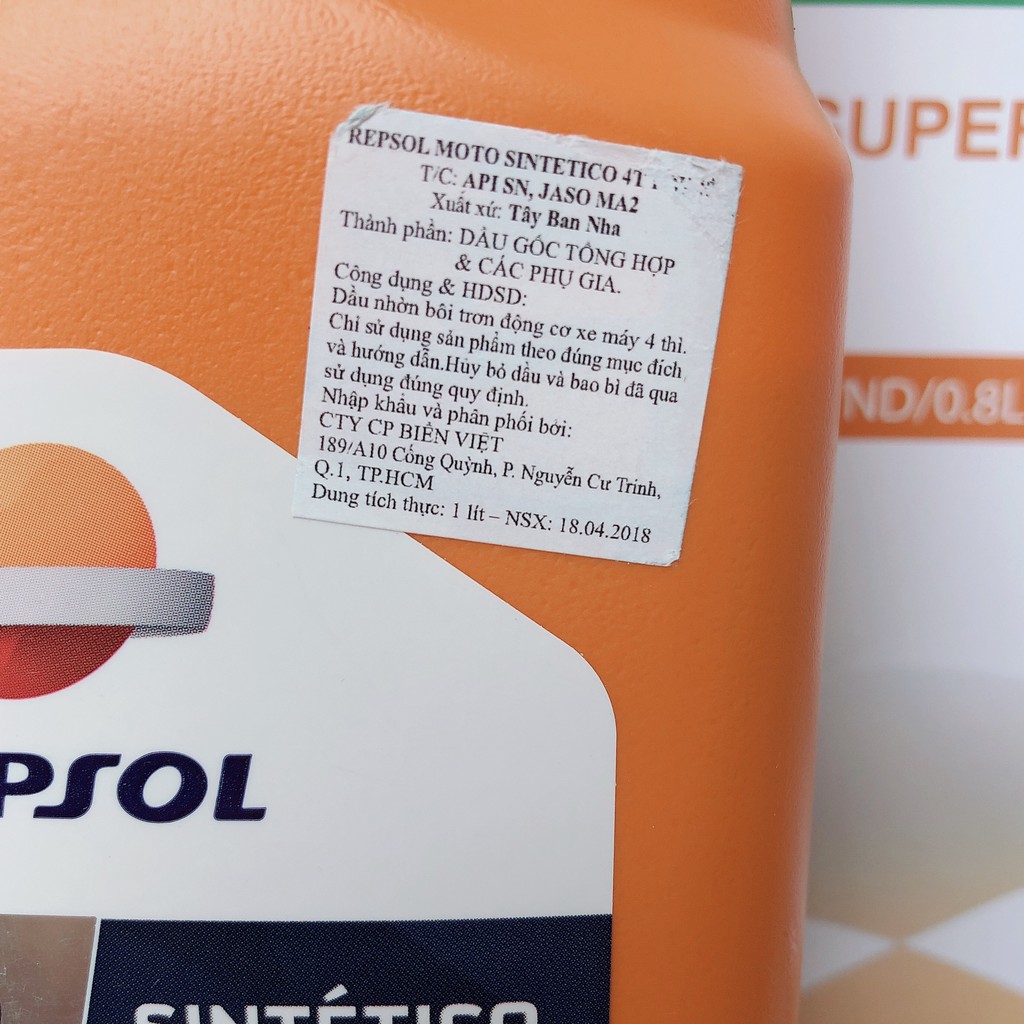 REPSOL MOTO SINTETICO 4T
T/C: API SN, JASO MA2
Xuất xứ: Tây Ban Nha
Thành phần: DẦU GỐC TỔNG HỢP
& CÁC PHỤ GIA.
Công dụng & HDSD:
Dầu nhờn bôi trơn động cơ xe máy 4 thì.
Chỉ sử dụng sản phẩm theo đúng mục đích
và hướng dẫn.Hủy bỏ dầu và bao bì đã qua
sử dụng đúng quy định.
Nhập khẩu và phân phối bởi:
CTY CP BIỂN VIỆT
189/A10 Cống Quỳnh, P. Nguyễn Cư Trinh,
Q.1, TP.HCM
Dung tích thực: 1 lít – NSX: 18.04.2018
SUPER
ND/0.8L
PSOL
SINTÉTICO